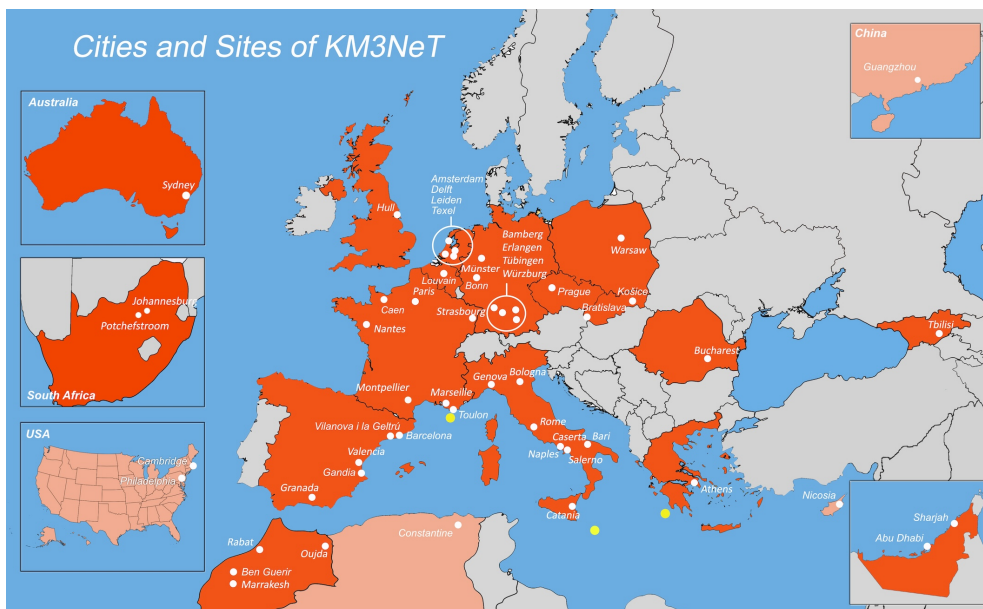 Cities and Sites of KM3NeT
China
Guangzhou
Australia
Sydney
Amsterdam
Delft
Leiden
Texel
Hull
Bamberg
Erlangen
Tübingen
Würzburg
Warsaw
Münster
Louvain
Bonn
Paris
Prague
Košice
Caen
Strasbourg
Bratislava
Nantes
Johannesburg
Potchefstroom
South Africa
Tbilisi
Bucharest
Genova
Bologna
Montpellier
Marseille
Toulon
Vilanova i la Geltrú
Barcelona
Rome
Caserta
Bari
Naples
Salerno
USA
Cambridge
Philadelphia
Valencia
Gandia
Granada
Athens
Catania
Nicosia
Sharjah
Abu Dhabi
Constantine
Rabat
Oujda
Ben Guerir
Marrakesh